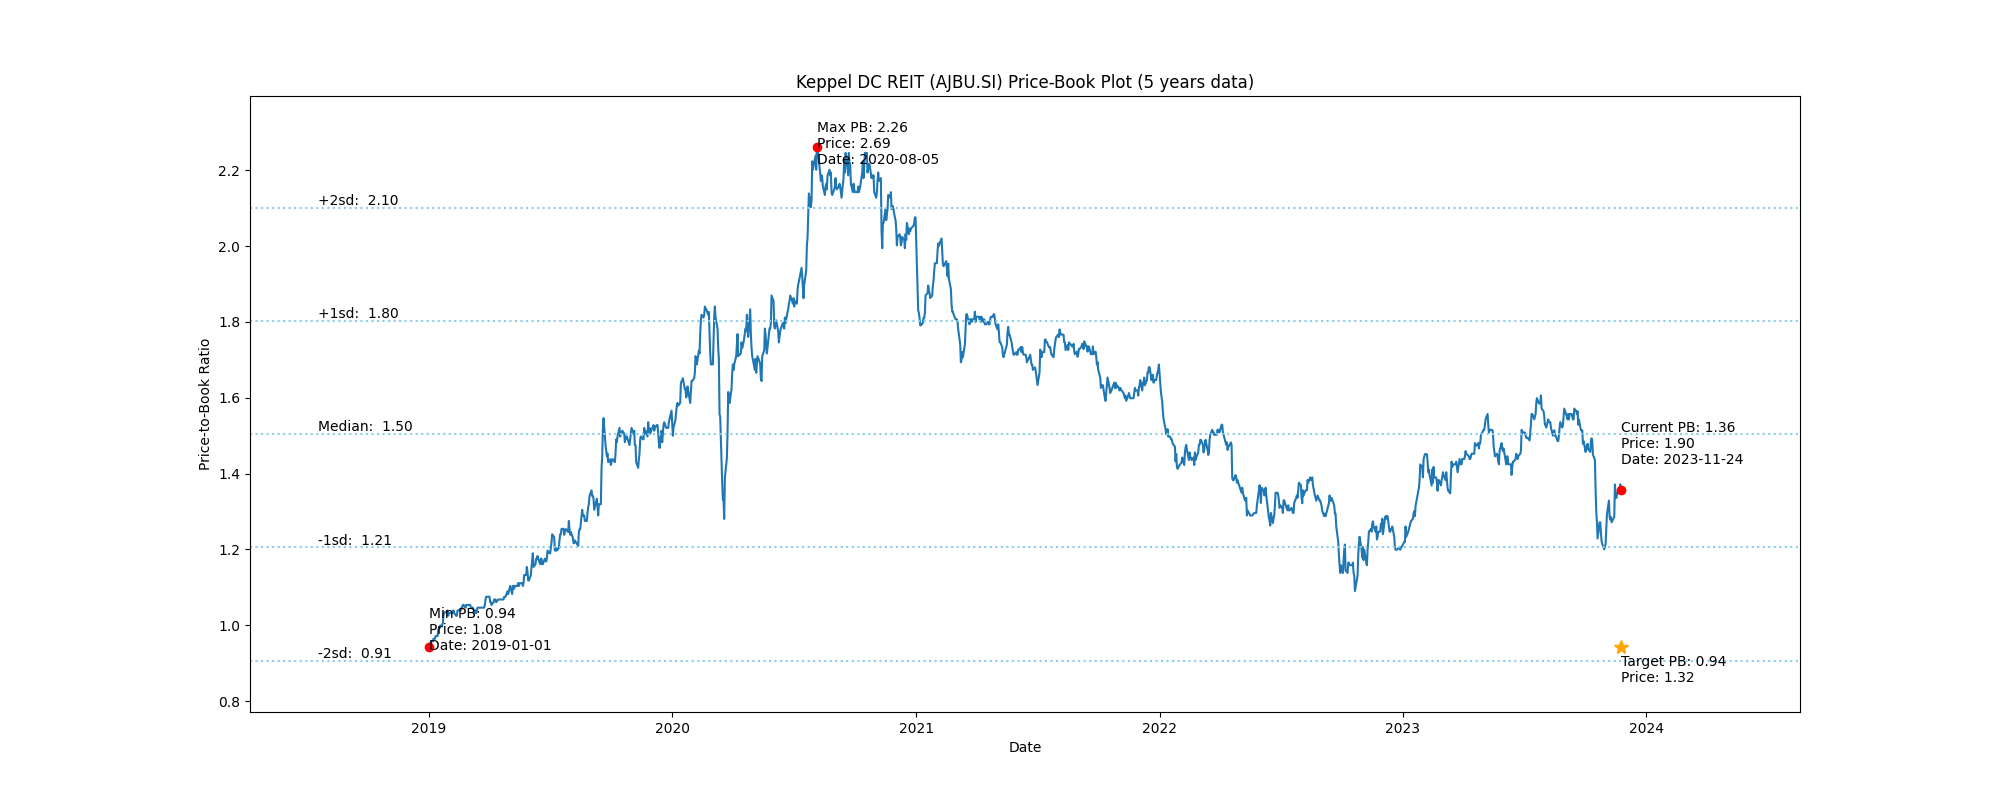 Keppel DC REIT (AJBU.SI) Price-Book Plot (5 years data)
Max PB: 2.26
Price: 2.69
Date: 2020-08-05
2.2
+2sd:  2.10
2.0
+1sd:  1.80
1.8
Price-to-Book Ratio
1.6
Median:  1.50
Current PB: 1.36
Price: 1.90
Date: 2023-11-24
1.4
-1sd:  1.21
1.2
Min PB: 0.94
Price: 1.08
Date: 2019-01-01
1.0
-2sd:  0.91
Target PB: 0.94
Price: 1.32
0.8
2019 2020 2021 2022 2023 2024
Date